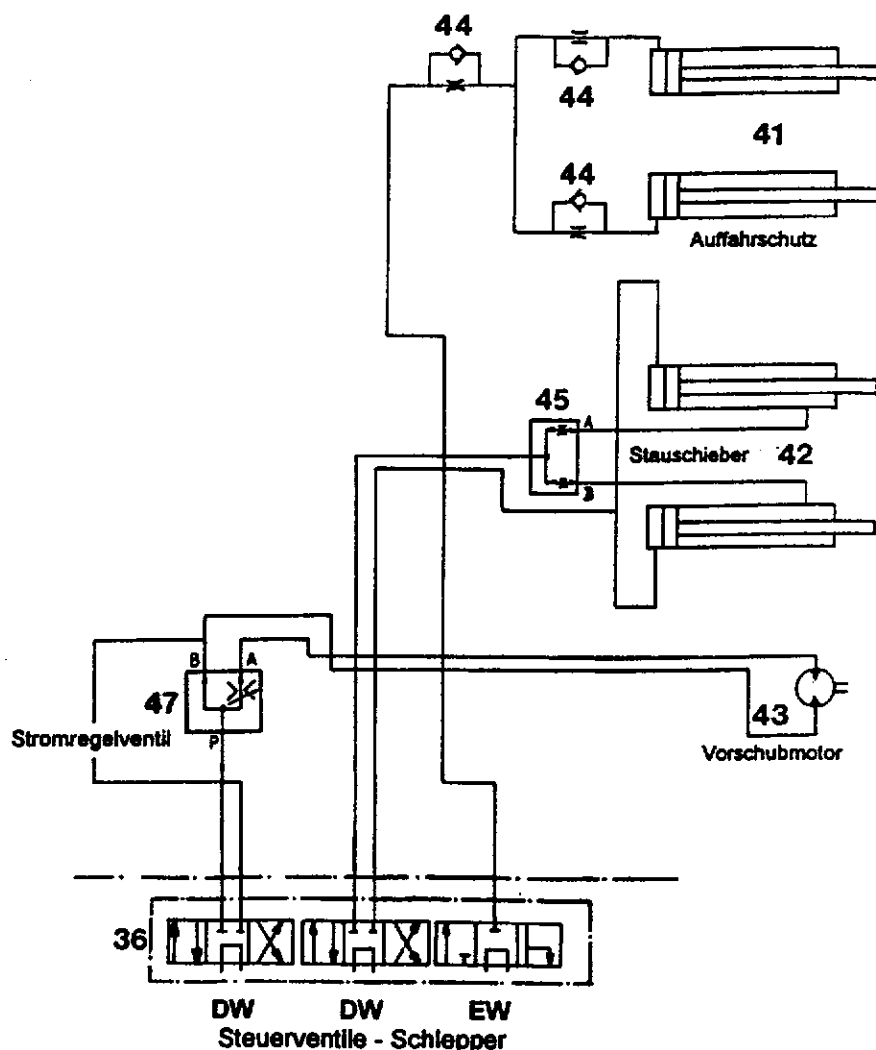 44
44
41
44
Auffahrschutz
45
A
Stauschieber 42
B
B A
47
Stromregelventil
P
43
Vorschubmotor
36
DW DW EW
Steuerventile - Schlepper